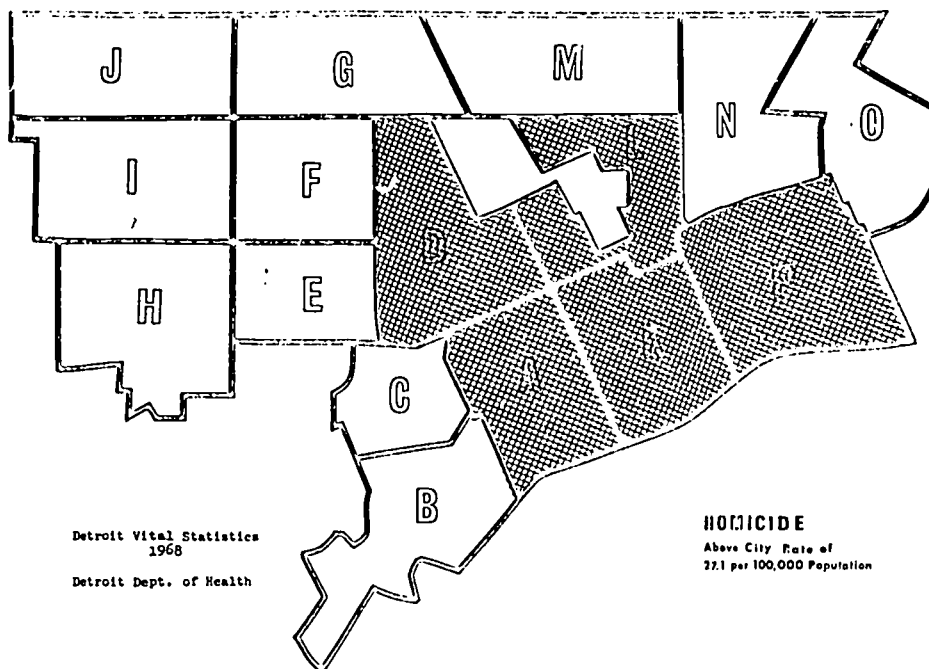 J G M
N O
I F L
D
H E P
A K
C
B
Detroit Vital Statistics
1968
Detroit Dept. of Health
HOMICIDE
Above City Rate of
27.1 per 100,000 Population